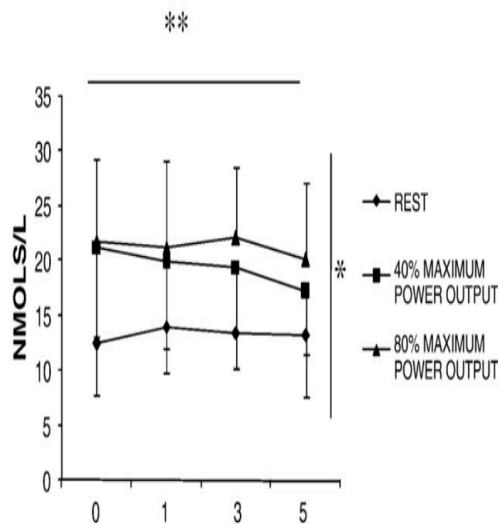 **
35
30
25
20
15
10
5
0
NMOLS/L
0 1 3 5
*
REST
40% MAXIMUM
POWER OUTPUT
80% MAXIMUM
POWER OUTPUT